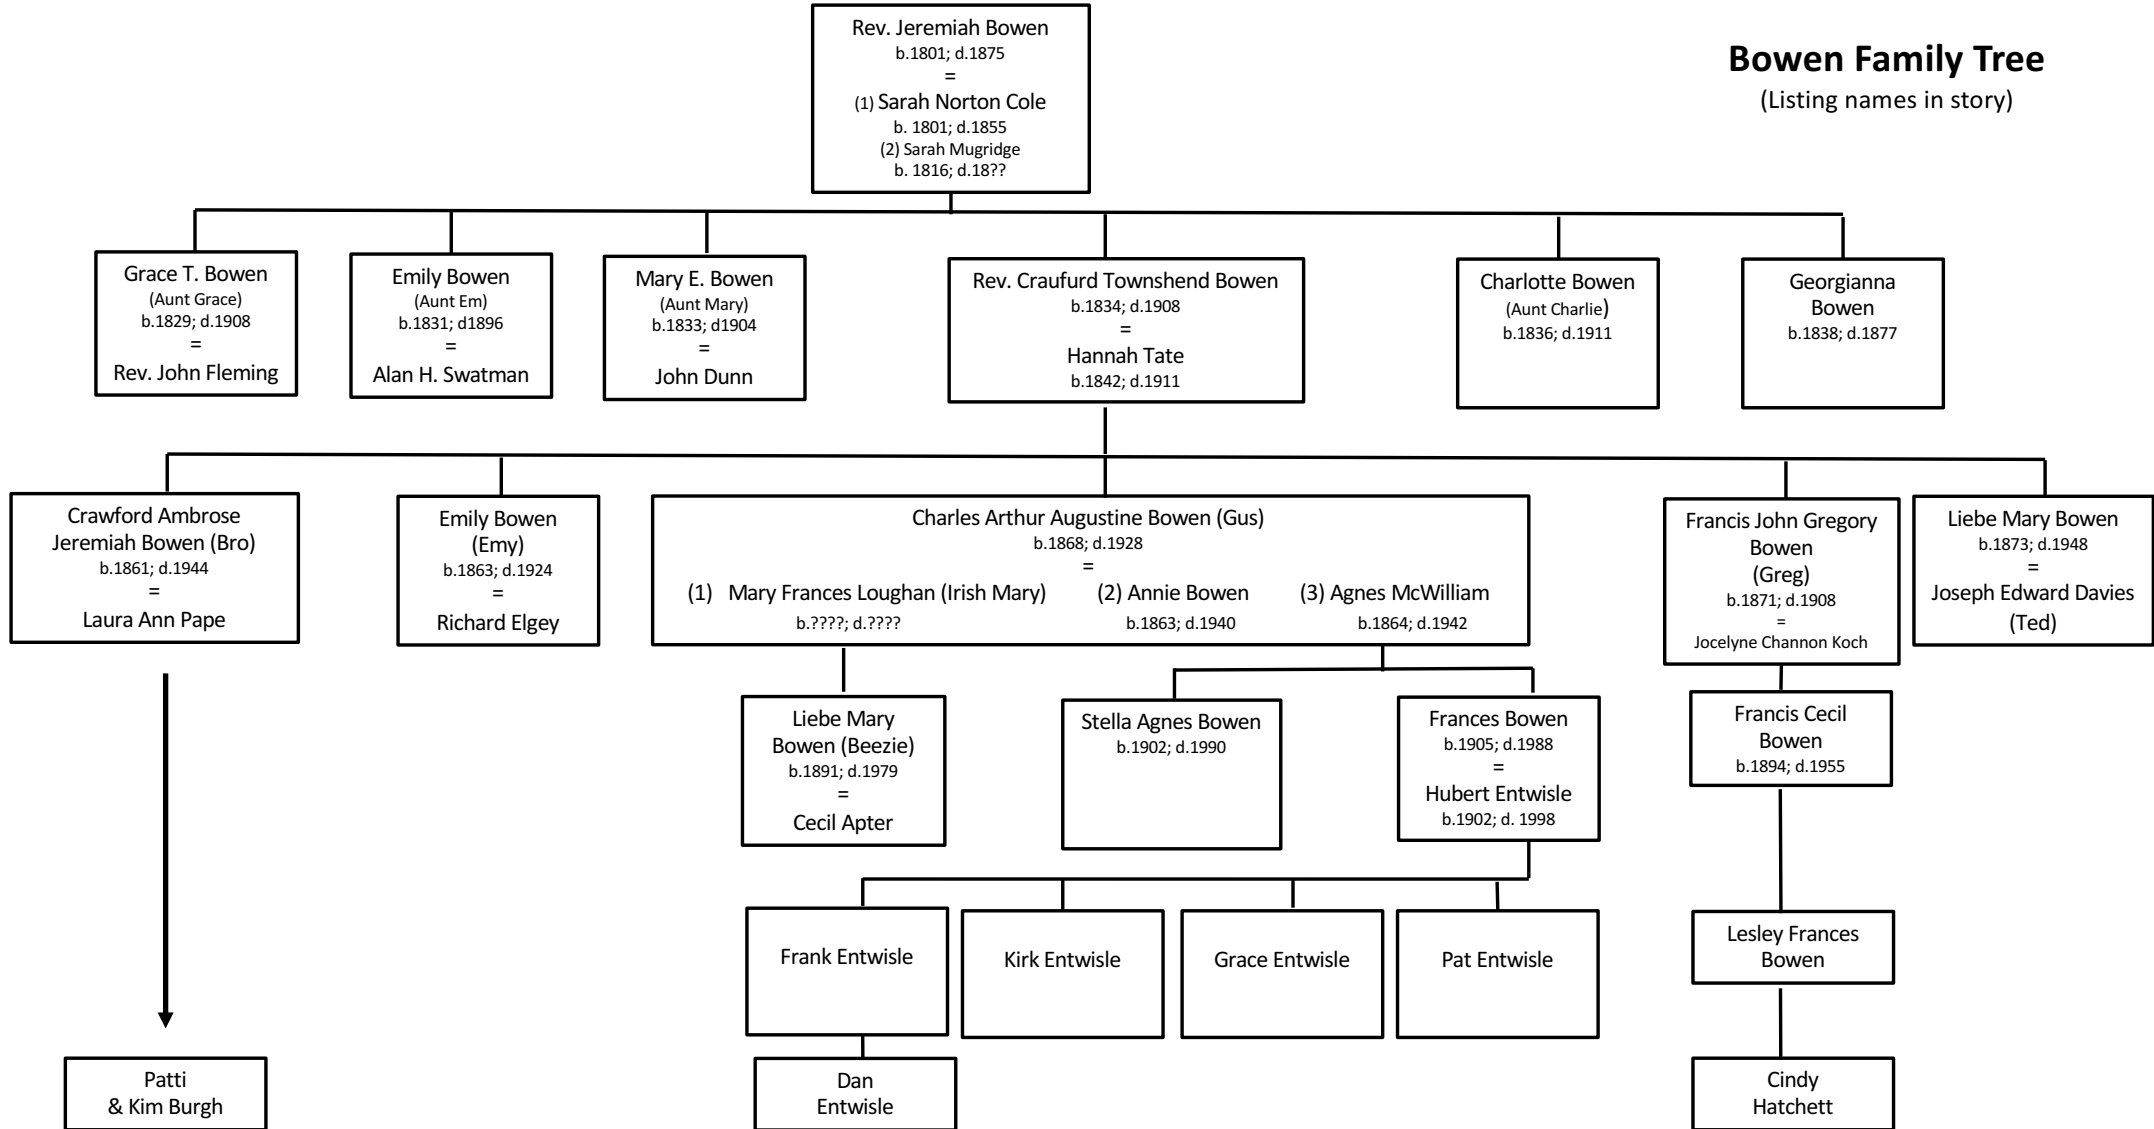 Rev. Jeremiah Bowen
b.1801; d.1875
=
(1) Sarah Norton Cole
b. 1801; d.1855
(2) Sarah Mugridge
b. 1816; d.18??
Bowen Family Tree
(Listing names in story)
Grace T. Bowen
(Aunt Grace)
b.1829; d.1908
=
Rev. John Fleming
Emily Bowen
(Aunt Em)
b.1831; d1896
=
Alan H. Swatman
Mary E. Bowen
(Aunt Mary)
b.1833; d1904
=
John Dunn
Rev. Craufurd Townshend Bowen
b.1834; d.1908
=
Hannah Tate
b.1842; d.1911
Charlotte Bowen
(Aunt Charlie)
b.1836; d.1911
Georgianna
Bowen
b.1838; d.1877
Crawford Ambrose
Jeremiah Bowen (Bro)
b.1861; d.1944
=
Laura Ann Pape
Emily Bowen
(Emy)
b.1863; d.1924
=
Richard Elgey
Charles Arthur Augustine Bowen (Gus)
b.1868; d.1928
=
(1) Mary Frances Loughan (Irish Mary) (2) Annie Bowen (3) Agnes McWilliam
b.????; d.???? b.1863; d.1940 b.1864; d.1942
Francis John Gregory
Bowen
(Greg)
b.1871; d.1908
=
Jocelyne Channon Koch
Liebe Mary Bowen
b.1873; d.1948
=
Joseph Edward Davies
(Ted)
Liebe Mary
Bowen (Beezie)
b.1891; d.1979
=
Cecil Apter
Stella Agnes Bowen
b.1902; d.1990
Frances Bowen
b.1905; d.1988
=
Hubert Entwisle
b.1902; d. 1998
Francis Cecil
Bowen
b.1894; d.1955
Frank Entwisle
Kirk Entwisle
Grace Entwisle
Pat Entwisle
Lesley Frances
Bowen
Patti
& Kim Burgh
Dan
Entwisle
Cindy
Hatchett